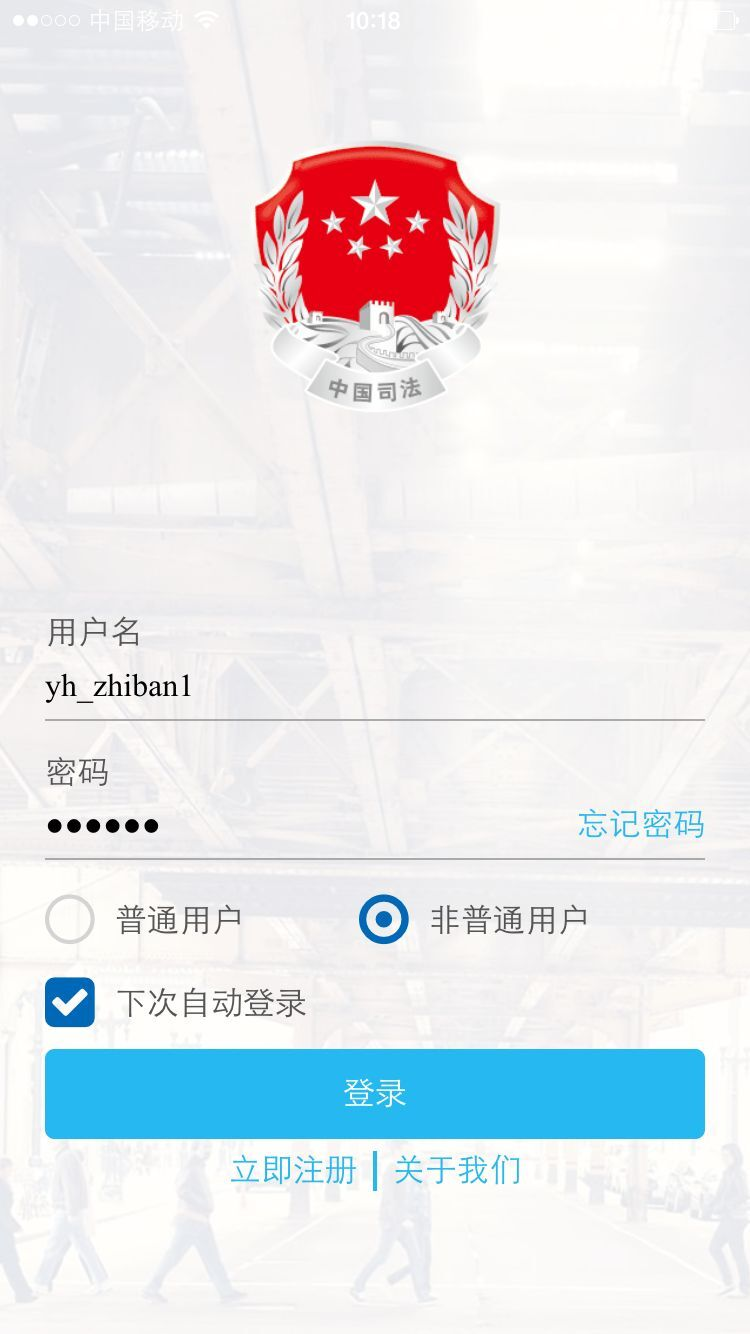 中国移动 10:18
中国司法
用户名
yh_zhiban1
密码
●●●●●● 忘记密码
普通用户 非普通用户
下次自动登录
登录
立即注册 | 关于我们